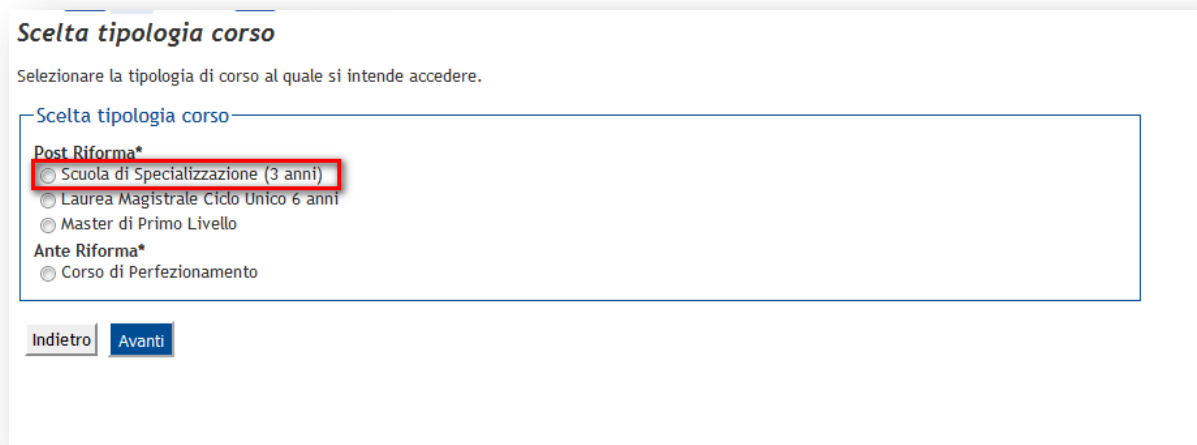 Scelta tipologia corso
Selezionare la tipologia di corso al quale si intende accedere.
Scelta tipologia corso
Post Riforma*
Scuola di Specializzazione (3 anni)
Laurea Magistrale Ciclo Unico 6 anni
Master di Primo Livello
Ante Riforma*
Corso di Perfezionamento
Indietro Avanti